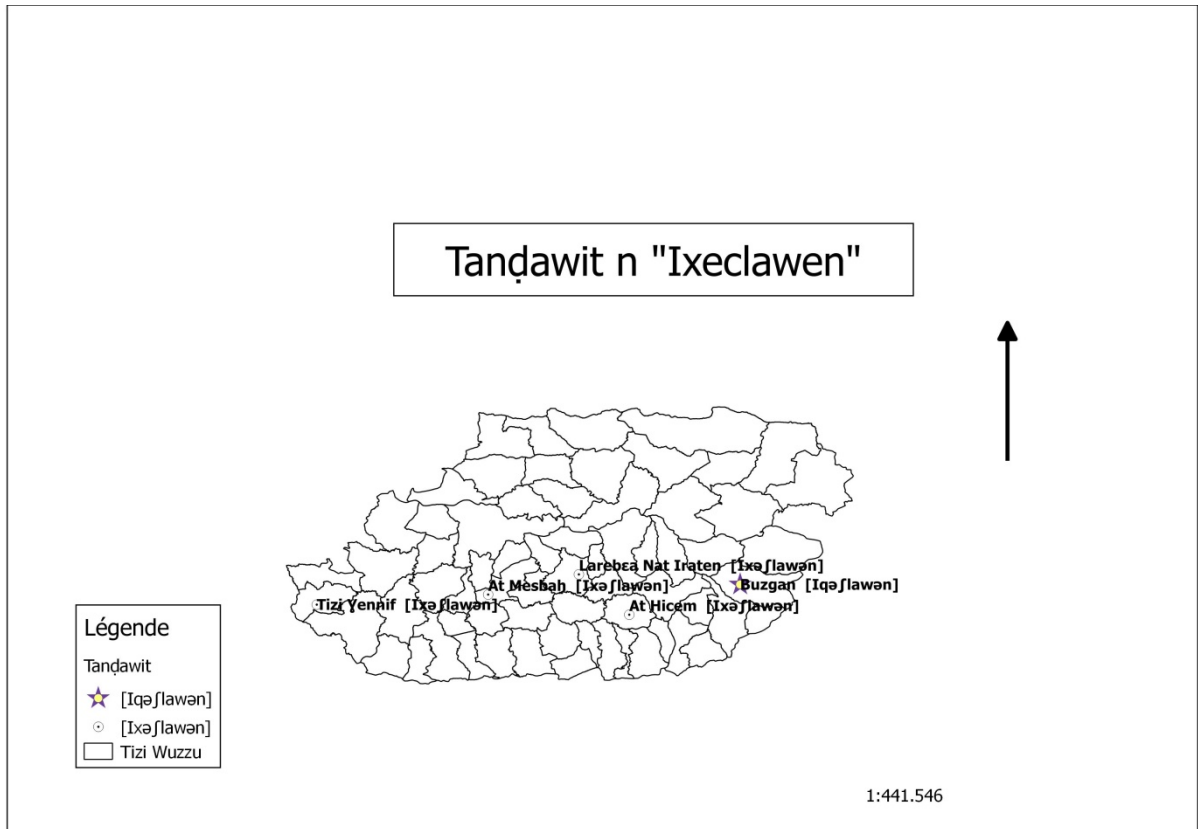 Tanḍawit n "Ixeclawen"
Larebɛa Nat Iraten [Ixəʃlawən]
At Mesbaḥ [Ixəʃlawən]
Buzgan [Iqəʃlawən]
Tizi Ɣennif [Ixəʃlawən]
At Hicem [Ixəʃlawən]
Légende
Tanḍawit
[Iqəʃlawən]
[Ixəʃlawən]
Tizi Wuzzu
1:441.546